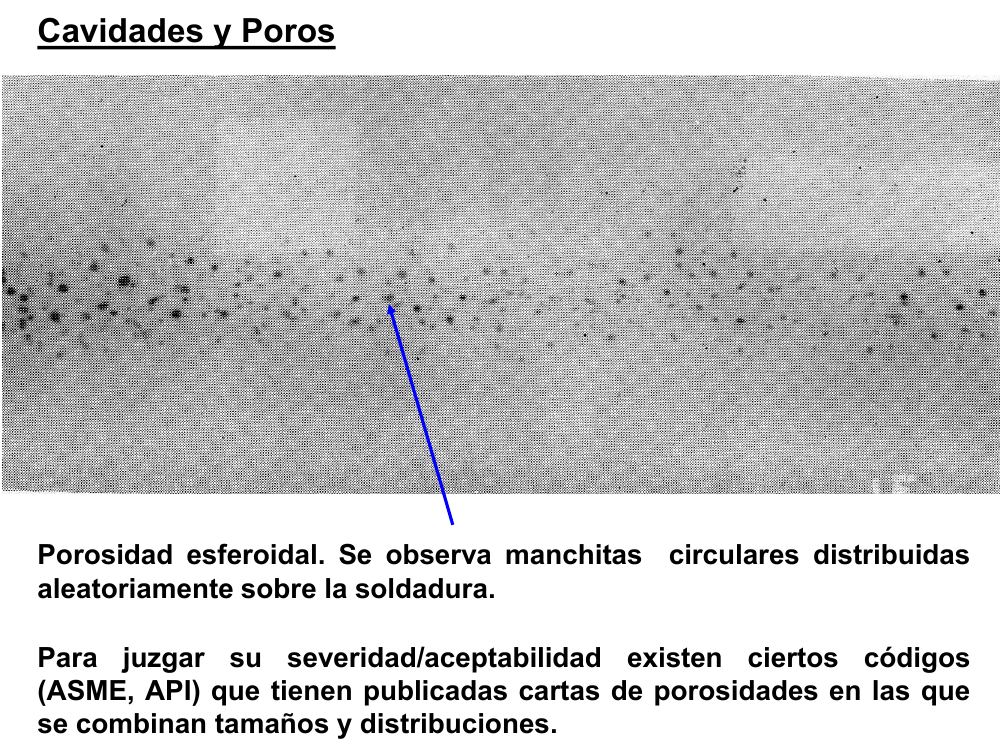 Cavidades y Poros
Porosidad esferoidal. Se observa manchitas circulares distribuidas
aleatoriamente sobre la soldadura.
Para juzgar su severidad/aceptabilidad existen ciertos códigos
(ASME, API) que tienen publicadas cartas de porosidades en las que
se combinan tamaños y distribuciones.